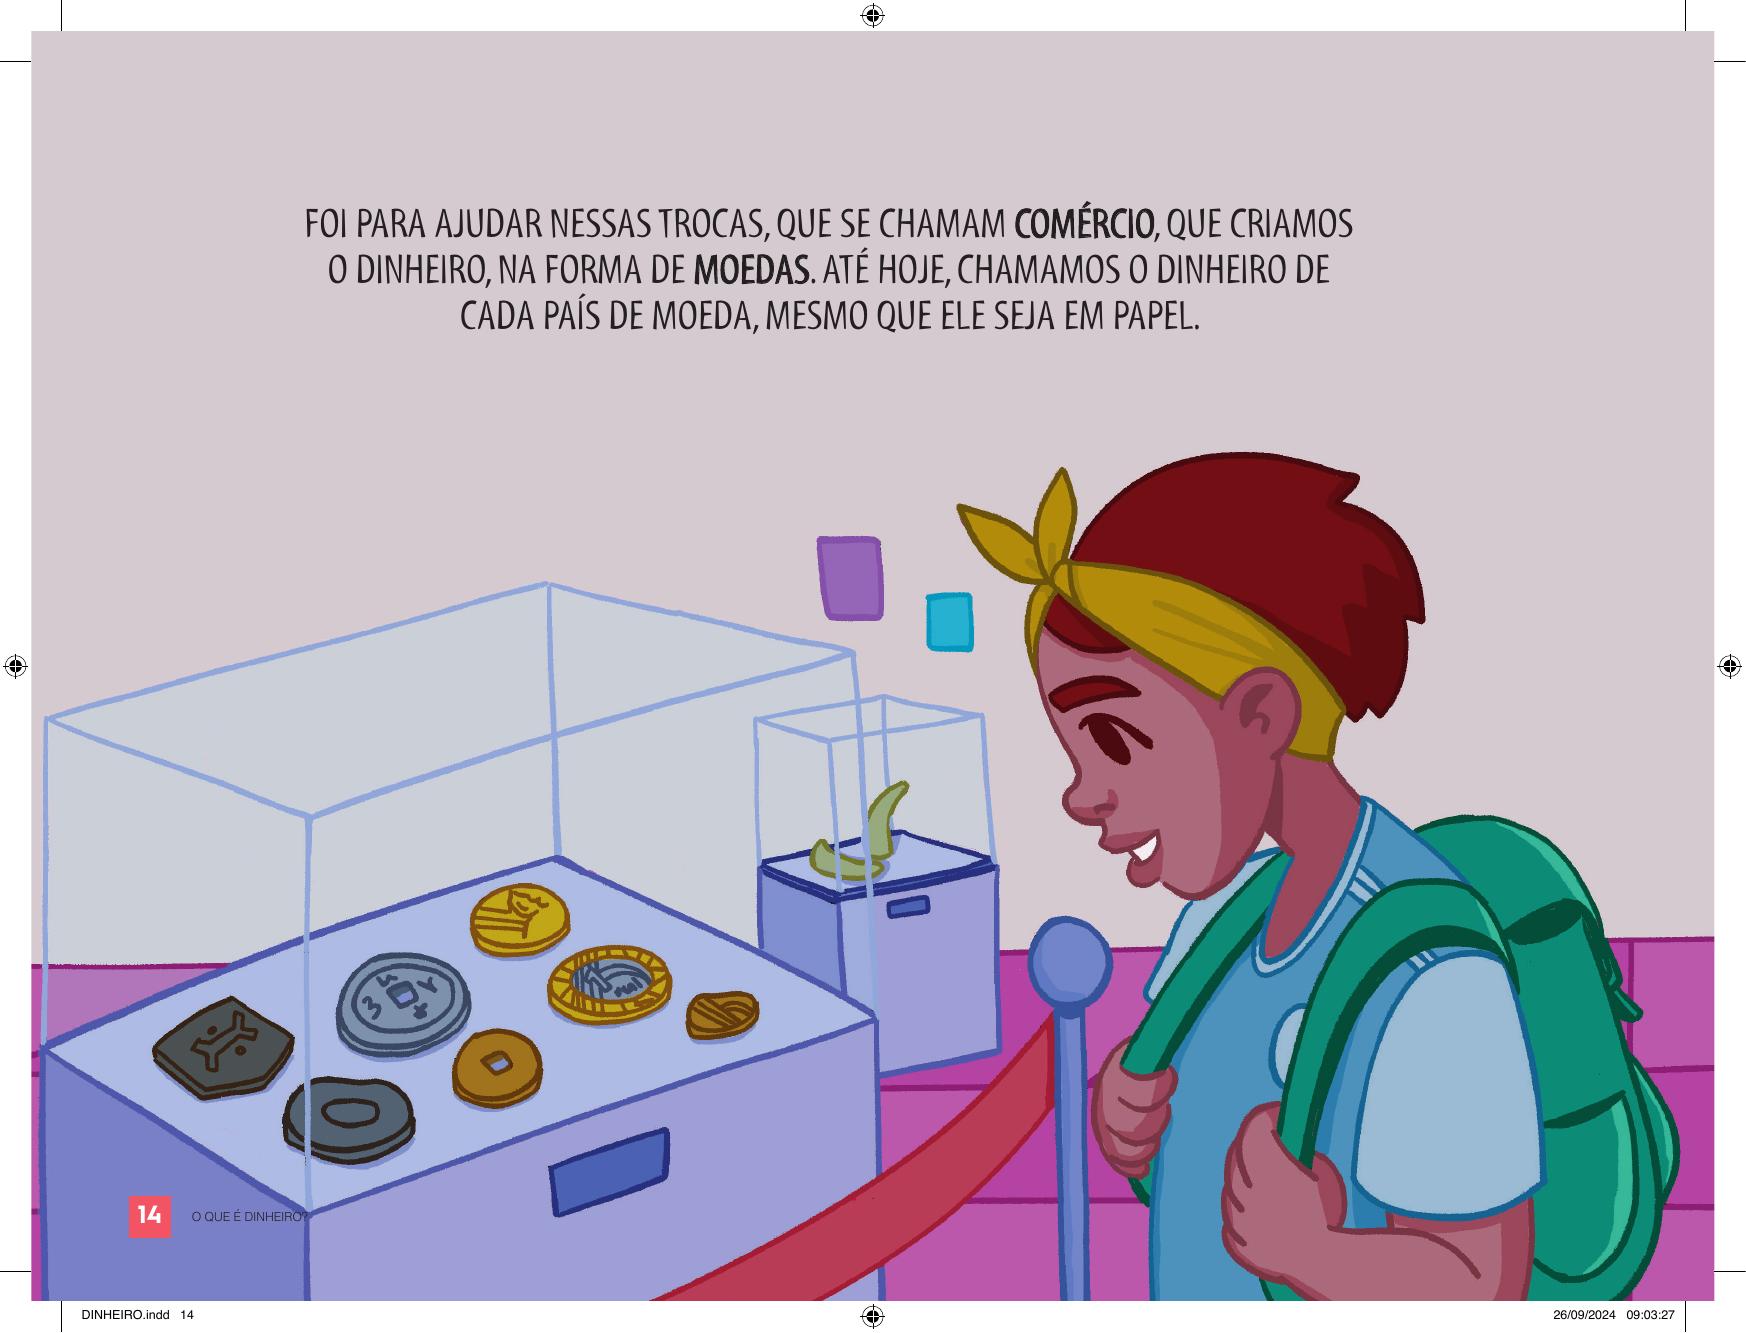 FOI PARA AJUDAR NESSAS TROCAS, QUE SE CHAMAM COMÉRCIO, QUE CRIAMOS
O DINHEIRO, NA FORMA DE MOEDAS. ATÉ HOJE, CHAMAMOS O DINHEIRO DE
CADA PAÍS DE MOEDA, MESMO QUE ELE SEJA EM PAPEL.
14 O QUE É DINHEIRO?
DINHEIRO.indd 14 26/09/2024 09:03:27